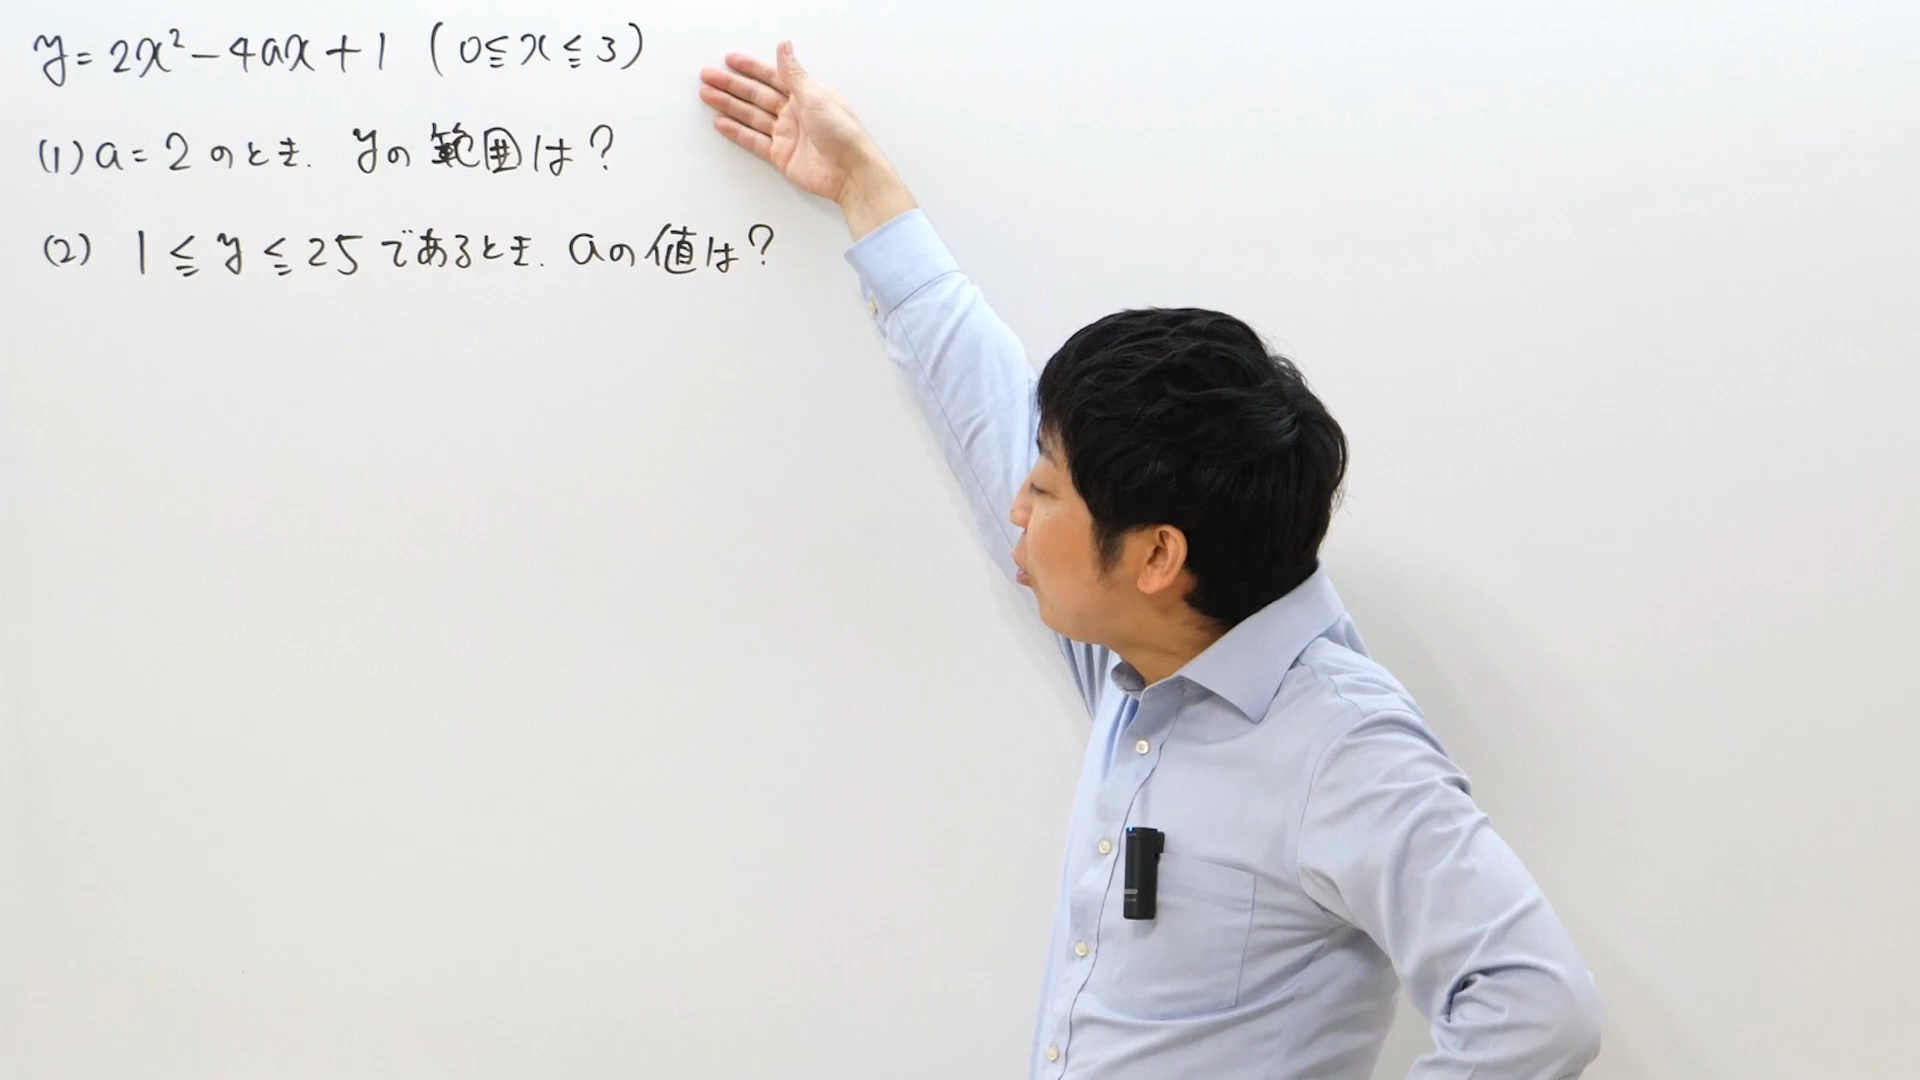 y = 2x² - 4ax + 1 (0 ≦ x ≦ 3)
(1) a = 2 のとき. yの範囲は?
(2) 1 ≦ y ≦ 25 であるとき. aの値は?